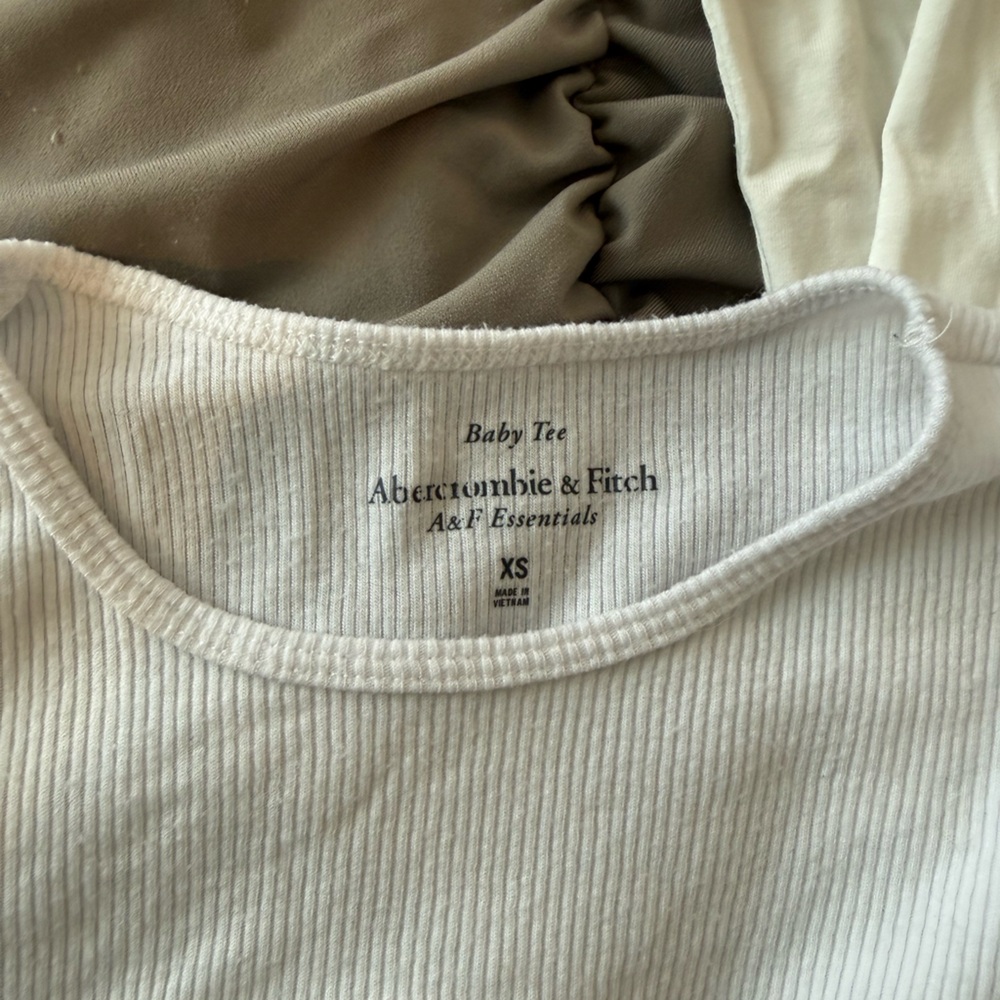 Baby Tee
Abercrombie & Fitch
A&F Essentials
XS
MADE IN
VIETNAM